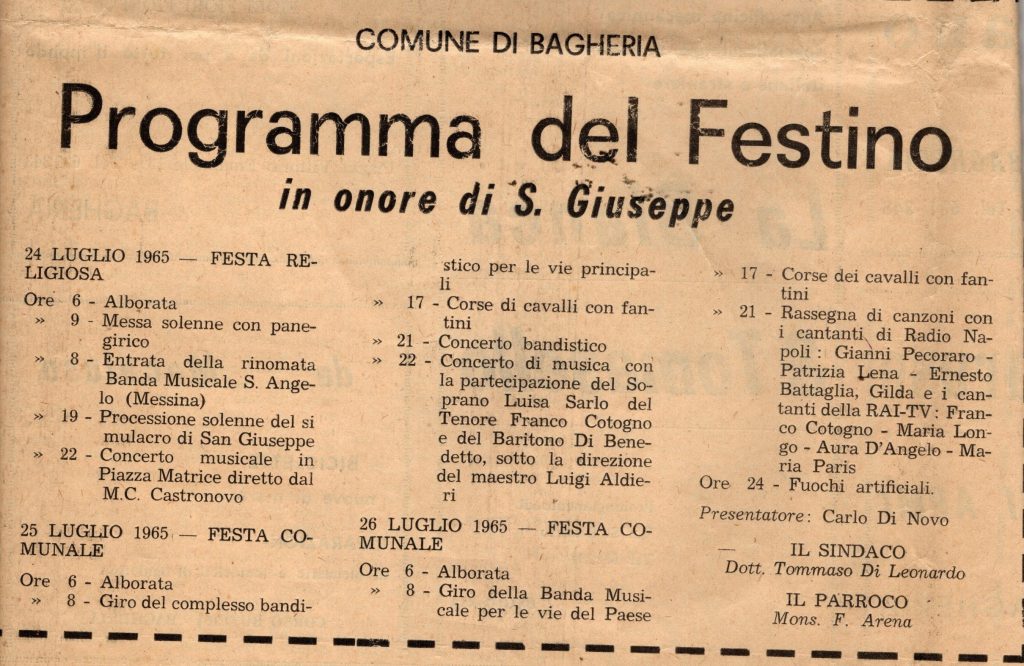 COMUNE DI BAGHERIA
Programma del Festino
in onore di S. Giuseppe
24 LUGLIO 1965 — FESTA RE-
LIGIOSA
Ore 6 - Alborata
» 9 - Messa solenne con pane-
girico
» 8 - Entrata della rinomata
Banda Musicale S. Ange-
lo (Messina)
» 19 - Processione solenne del si
mulacro di San Giuseppe
» 22 - Concerto musicale in
Piazza Matrice diretto dal
M.C. Castronovo
25 LUGLIO 1965 — FESTA CO-
MUNALE
Ore 6 - Alborata
» 8 - Giro del complesso bandi-
stico per le vie principa-
li
» 17 - Corse di cavalli con fan-
tini
» 21 - Concerto bandistico
» 22 - Concerto di musica con
la partecipazione del So-
prano Luisa Sarlo del
Tenore Franco Cotogno
e del Baritono Di Bene-
detto, sotto la direzione
del maestro Luigi Aldie-
ri
26 LUGLIO 1965 — FESTA CO-
MUNALE
Ore 6 - Alborata
» 8 - Giro della Banda Musi-
cale per le vie del Paese
» 17 - Corse dei cavalli con fan-
tini
» 21 - Rassegna di canzoni con
i cantanti di Radio Na-
poli : Gianni Pecoraro -
Patrizia Lena - Ernesto
Battaglia, Gilda e i can-
tanti della RAI-TV : Fran-
co Cotogno - Maria Lon-
go - Aura D'Angelo - Ma-
ria Paris
Ore 24 - Fuochi artificiali.
Presentatore : Carlo Di Novo
— IL SINDACO
Dott. Tommaso Di Leonardo
IL PARROCO
Mons. F. Arena